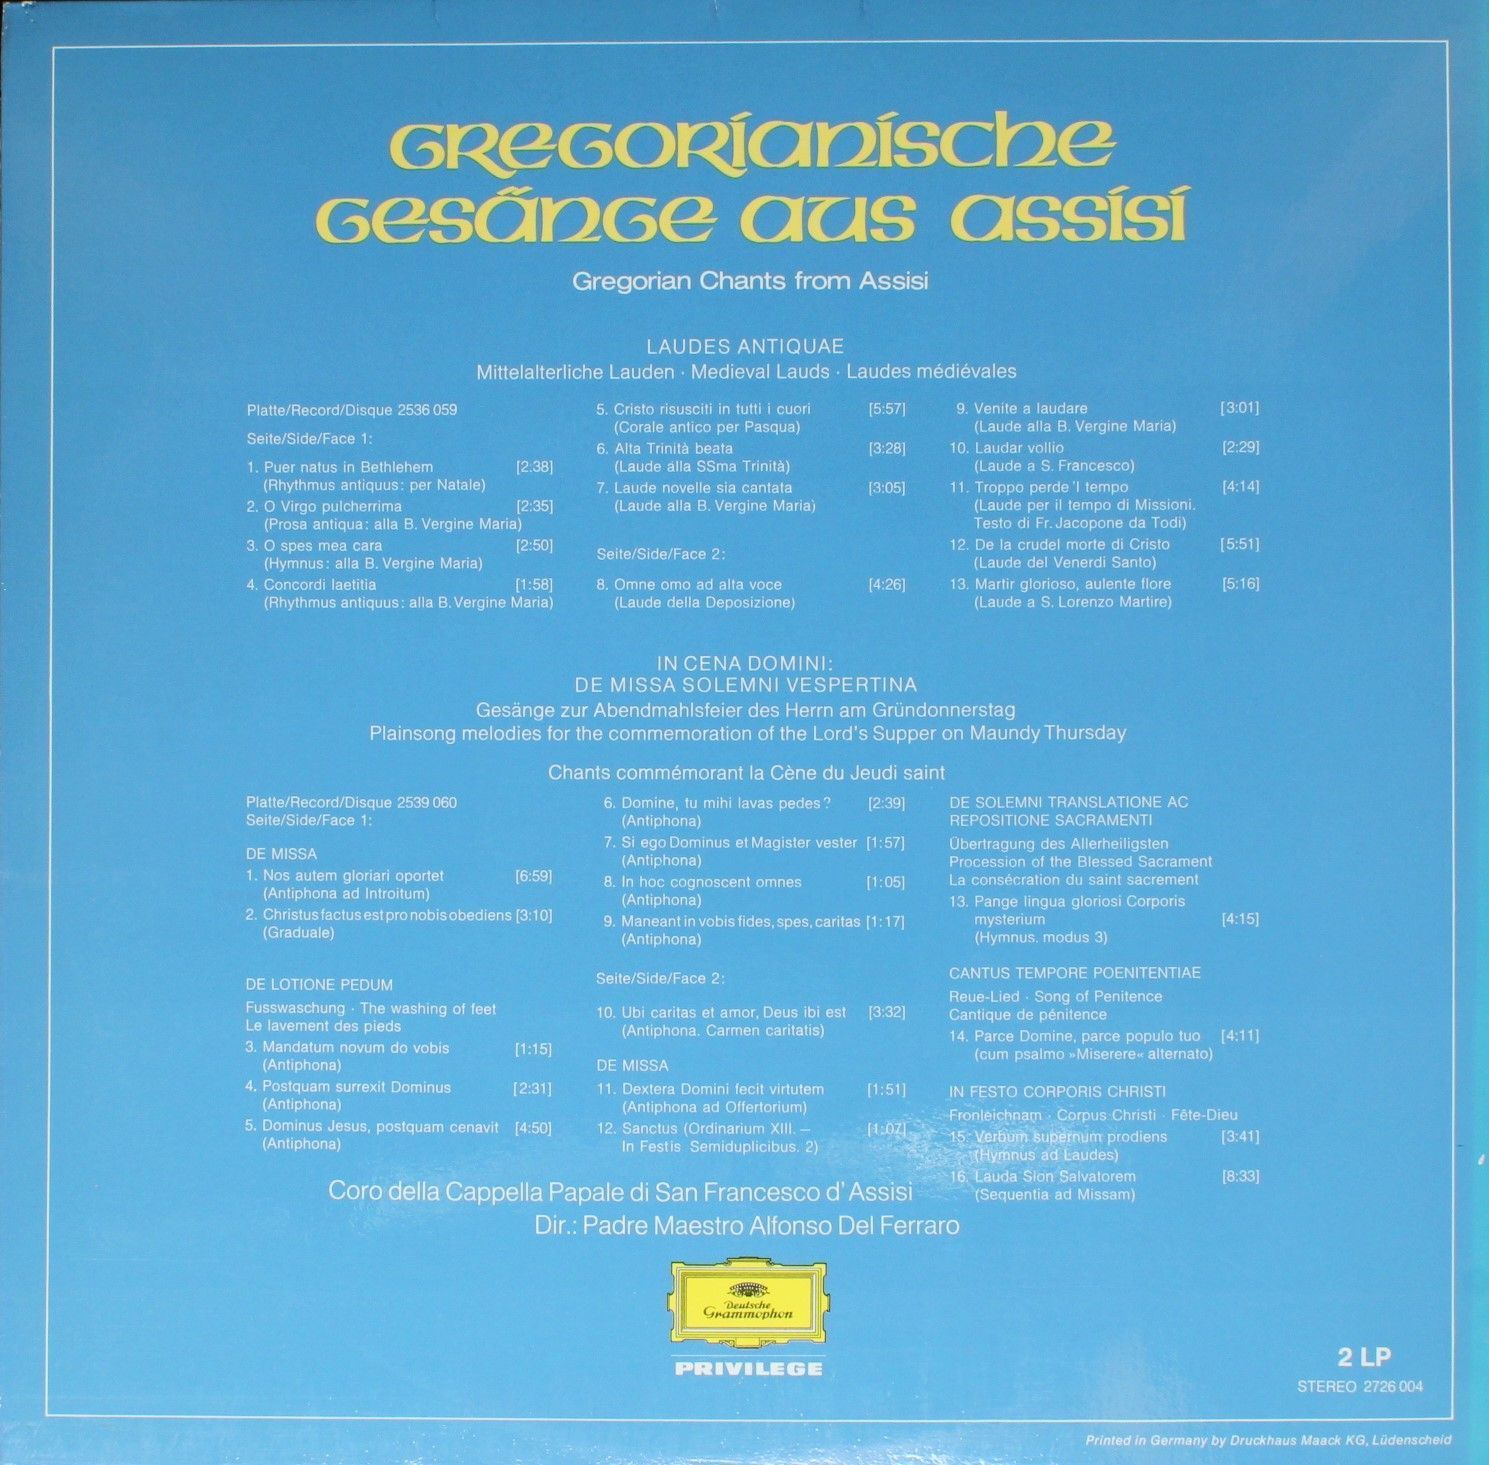 GREGORIANISCHE
GESÄNGE AUS ASSISI
Gregorian Chants from Assisi
LAUDES ANTIQUAE
Mittelalterliche Lauden · Medieval Lauds · Laudes médiévales
Platte/Record/Disque 2536 059
Seite/Side/Face 1:
1. Puer natus in Bethlehem [2:38]
(Rhythmus antiquus: per Natale)
2. O Virgo pulcherrima [2:35]
(Prosa antiqua: alla B. Vergine Maria)
3. O spes mea cara [2:50]
(Hymnus: alla B. Vergine Maria)
4. Concordi laetitia [1:58]
(Rhythmus antiquus: alla B. Vergine Maria)
5. Cristo risusciti in tutti i cuori [5:57]
(Corale antico per Pasqua)
6. Alta Trinità beata [3:28]
(Laude alla SSma Trinità)
7. Laude novelle sia cantata [3:05]
(Laude alla B. Vergine Maria)
Seite/Side/Face 2:
8. Omne omo ad alta voce [4:26]
(Laude della Deposizione)
9. Venite a laudare [3:01]
(Laude alla B. Vergine Maria)
10. Laudar vollio [2:29]
(Laude a S. Francesco)
11. Troppo perde 'l tempo [4:14]
(Laude per il tempo di Missioni.
Testo di Fr. Jacopone da Todi)
12. De la crudel morte di Cristo [5:51]
(Laude del Venerdi Santo)
13. Martir glorioso, aulente flore [5:16]
(Laude a S. Lorenzo Martire)
IN CENA DOMINI:
DE MISSA SOLEMNI VESPERTINA
Gesänge zur Abendmahlsfeier des Herrn am Gründonnerstag
Plainsong melodies for the commemoration of the Lord's Supper on Maundy Thursday
Chants commémorant la Cène du Jeudi saint
Platte/Record/Disque 2539 060
Seite/Side/Face 1:
DE MISSA
1. Nos autem gloriari oportet [6:59]
(Antiphona ad Introitum)
2. Christus factus est pro nobis obediens [3:10]
(Graduale)
DE LOTIONE PEDUM
Fusswaschung · The washing of feet
Le lavement des pieds
3. Mandatum novum do vobis [1:15]
(Antiphona)
4. Postquam surrexit Dominus [2:31]
(Antiphona)
5. Dominus Jesus, postquam cenavit [4:50]
(Antiphona)
6. Domine, tu mihi lavas pedes? [2:39]
(Antiphona)
7. Si ego Dominus et Magister vester [1:57]
(Antiphona)
8. In hoc cognoscent omnes [1:05]
(Antiphona)
9. Maneant in vobis fides, spes, caritas [1:17]
(Antiphona)
Seite/Side/Face 2:
10. Ubi caritas et amor, Deus ibi est [3:32]
(Antiphona. Carmen caritatis)
DE MISSA
11. Dextera Domini fecit virtutem [1:51]
(Antiphona ad Offertorium)
12. Sanctus (Ordinarium XIII. – [1:07]
In Festis Semiduplicibus. 2)
DE SOLEMNI TRANSLATIONE AC
REPOSITIONE SACRAMENTI
Übertragung des Allerheiligsten
Procession of the Blessed Sacrament
La consécration du saint sacrement
13. Pange lingua gloriosi Corporis
mysterium [4:15]
(Hymnus. modus 3)
CANTUS TEMPORE POENITENTIAE
Reue-Lied · Song of Penitence
Cantique de pénitence
14. Parce Domine, parce populo tuo [4:11]
(cum psalmo »Miserere« alternato)
IN FESTO CORPORIS CHRISTI
Fronleichnam · Corpus Christi · Fête-Dieu
15. Verbum supernum prodiens [3:41]
(Hymnus ad Laudes)
16. Lauda Sion Salvatorem [8:33]
(Sequentia ad Missam)
Coro della Cappella Papale di San Francesco d'Assisi
Dir.: Padre Maestro Alfonso Del Ferraro
Deutsche
Grammophon
PRIVILEGE
2 LP
STEREO 2726 004
Printed in Germany by Druckhaus Maack KG, Lüdenscheid